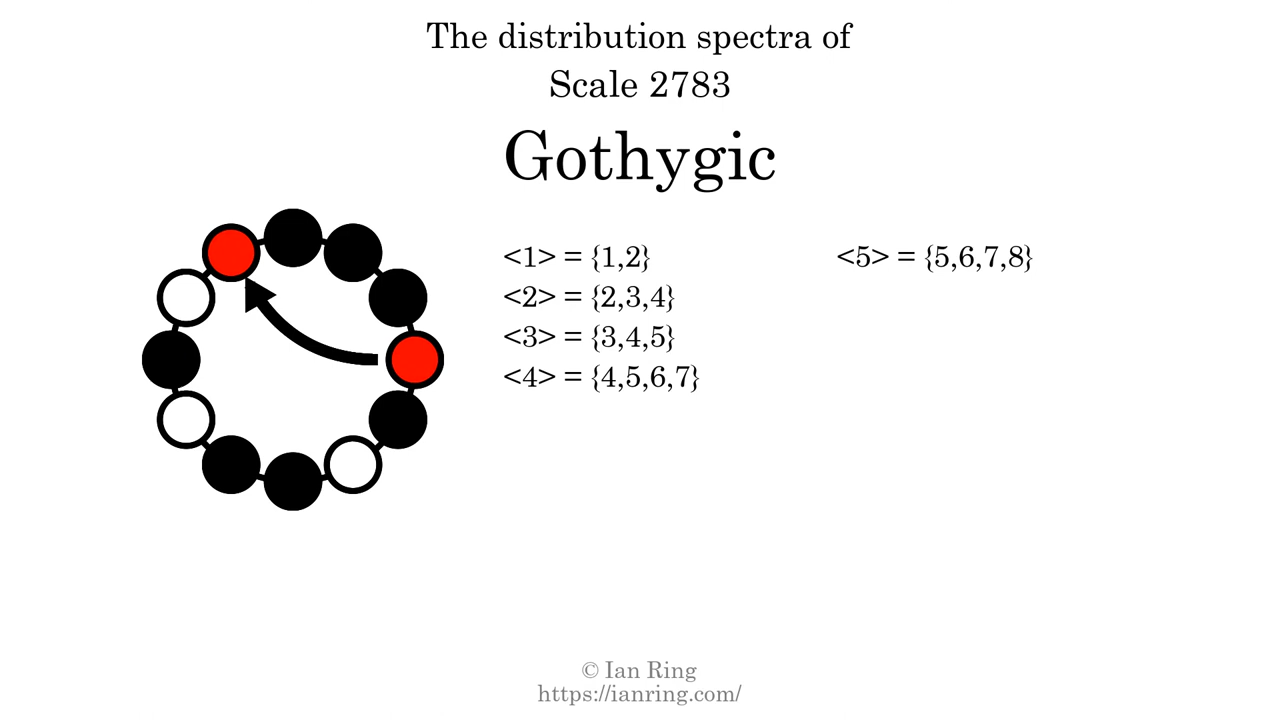 The distribution spectra of
Scale 2783
Gothygic
<1> = {1,2}
<2> = {2,3,4}
<3> = {3,4,5}
<4> = {4,5,6,7}
<5> = {5,6,7,8}
© Ian Ring
https://ianring.com/